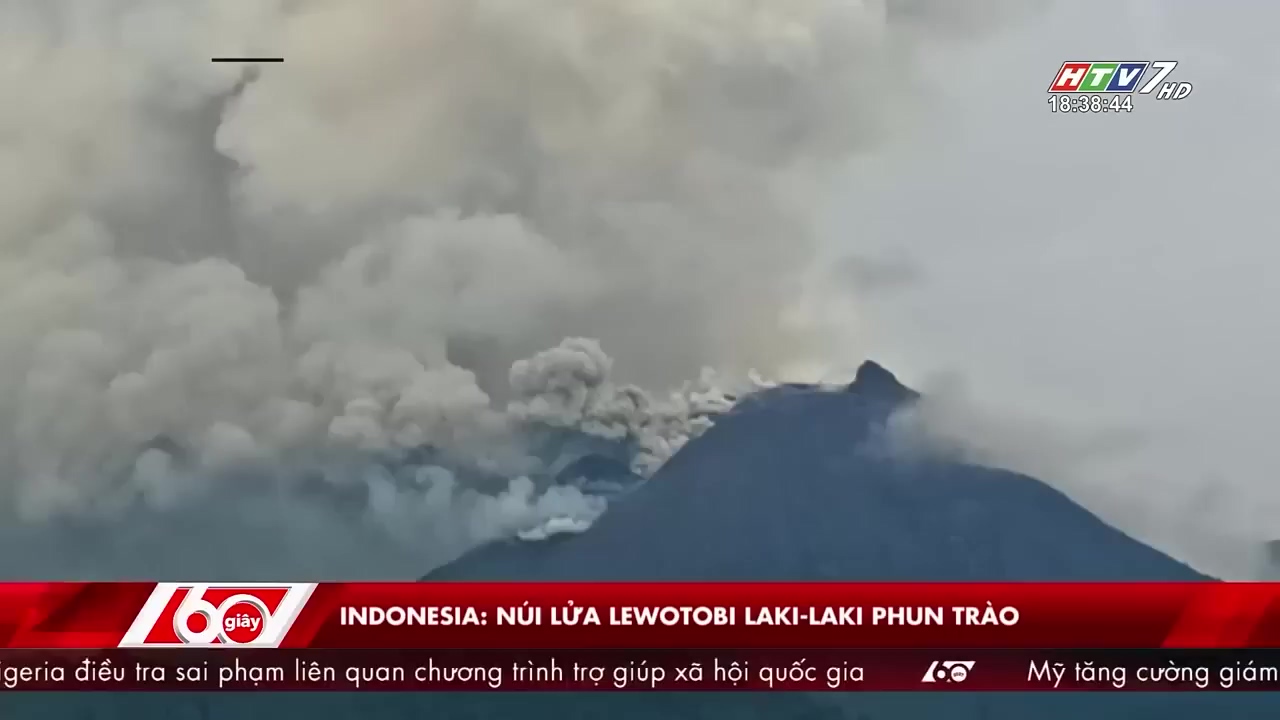 HTV7 HD
18:38:44
60 giây
INDONESIA: NÚI LỬA LEWOTOBI LAKI-LAKI PHUN TRÀO
igeria điều tra sai phạm liên quan chương trình trợ giúp xã hội quốc gia
60
Mỹ tăng cường giám